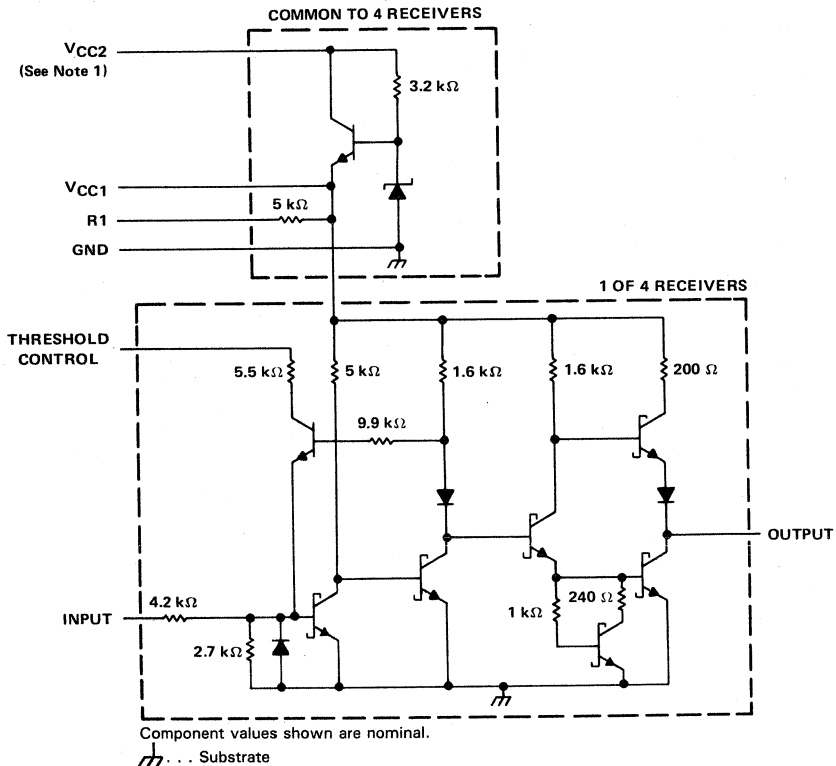 COMMON TO 4 RECEIVERS
VCC2
(See Note 1)
3.2 kΩ
VCC1
5 kΩ
R1
GND
1 OF 4 RECEIVERS
THRESHOLD
CONTROL
5.5 kΩ
5 kΩ
1.6 kΩ
1.6 kΩ
200 Ω
9.9 kΩ
OUTPUT
4.2 kΩ
INPUT
2.7 kΩ
1 kΩ
240 Ω
Component values shown are nominal.
. . . Substrate